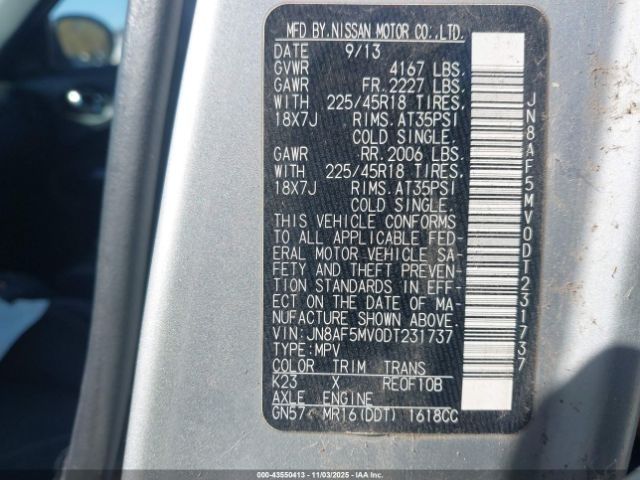 MFD BY.NISSAN MOTOR CO.,LTD.
DATE 9/13
GVWR 4167 LBS.
GAWR FR.2227 LBS.
WITH 225/45R18 TIRES.
18X7J RIMS.AT35PSI
COLD SINGLE.
GAWR RR.2006 LBS.
WITH 225/45R18 TIRES.
18X7J RIMS.AT35PSI
COLD SINGLE.
THIS VEHICLE CONFORMS
TO ALL APPLICABLE FED-
ERAL MOTOR VEHICLE SA-
FETY AND THEFT PREVEN-
TION STANDARDS IN EFF-
ECT ON THE DATE OF MA-
NUFACTURE SHOWN ABOVE.
VIN:JN8AF5MV0DT231737
TYPE:MPV
COLOR TRIM TRANS
K23 X RE0F10B
AXLE ENGINE
GN57 MR16(DDT) 1618CC
JN8AF5MV0DT231737
000-43550413 - 11/03/2025 - IAAI.COM